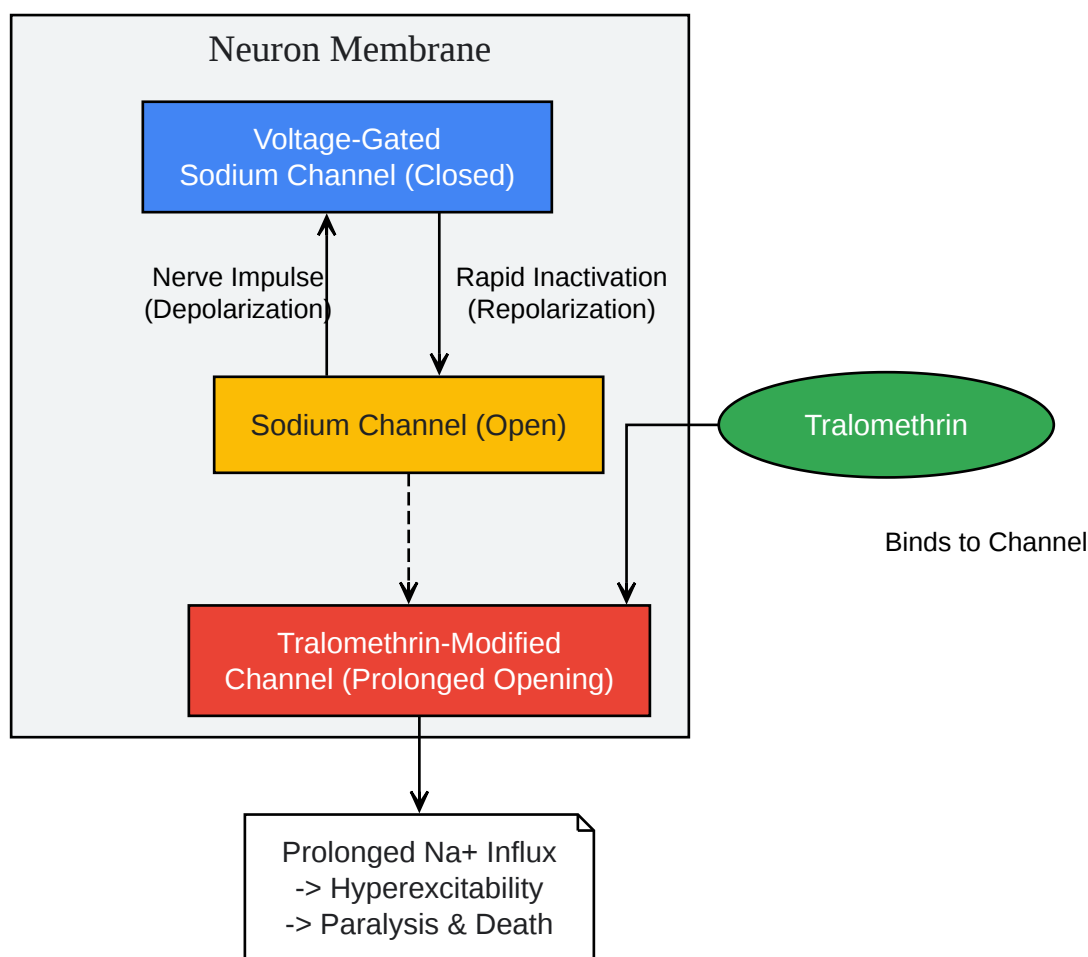 Neuron Membrane
Voltage-Gated
Sodium Channel (Closed)
Nerve Impulse
(Depolarization)
Rapid Inactivation
(Repolarization)
Sodium Channel (Open)
Tralomethrin
Binds to Channel
Tralomethrin-Modified
Channel (Prolonged Opening)
Prolonged Na+ Influx
-> Hyperexcitability
-> Paralysis & Death